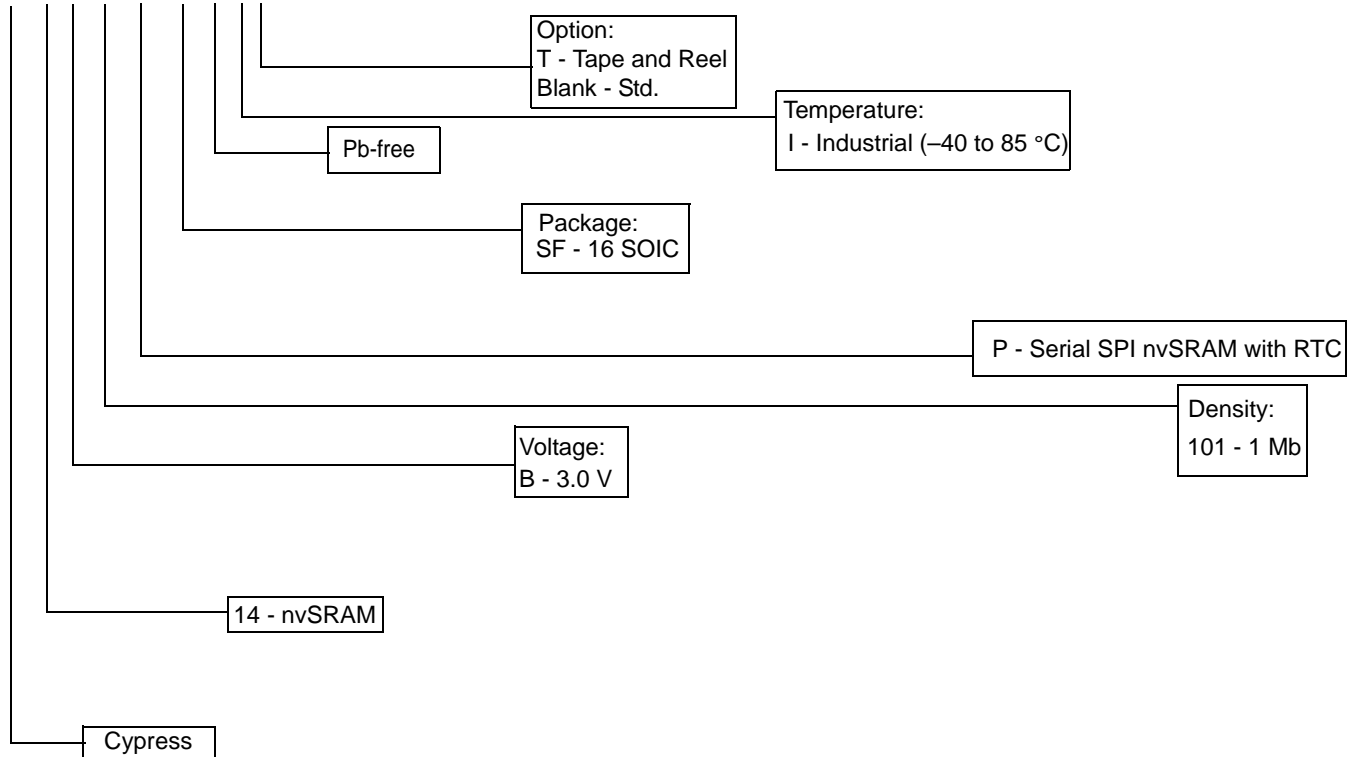 Option:
T - Tape and Reel
Blank - Std.
Temperature:
I - Industrial (–40 to 85 °C)
Pb-free
Package:
SF - 16 SOIC
P - Serial SPI nvSRAM with RTC
Density:
101 - 1 Mb
Voltage:
B - 3.0 V
14 - nvSRAM
Cypress